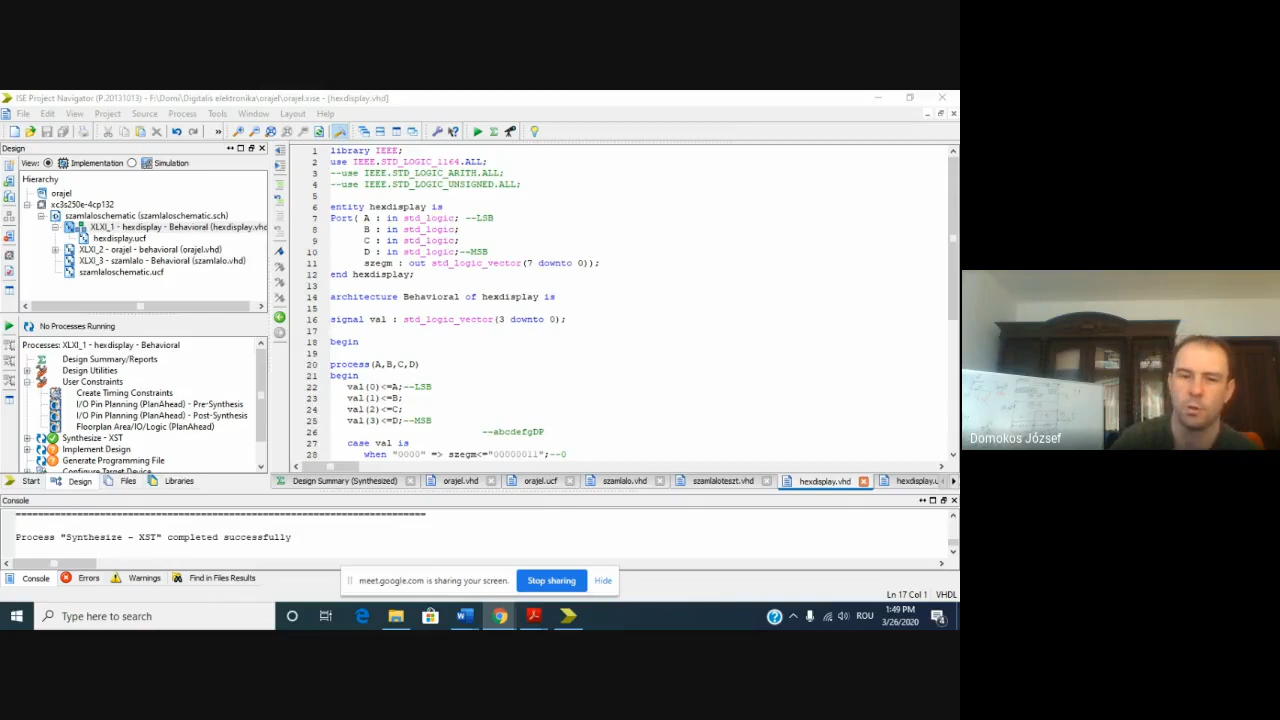 ISE Project Navigator (P.20131013) - F:\Domi\Digitalis elektronika\orajel\orajel.xise - [hexdisplay.vhd]
File Edit View Project Source Process Tools Window Layout Help
Design
View: Implementation Simulation
Hierarchy
orajel
xc3s250e-4cp132
szamlaloschematic (szamlaloschematic.sch)
XLXI_1 - hexdisplay - Behavioral (hexdisplay.vhd
hexdisplay.ucf
XLXI_2 - orajel - behavioral (orajel.vhd)
XLXI_3 - szamlalo - Behavioral (szamlalo.vhd)
szamlaloschematic.ucf
No Processes Running
Processes: XLXI_1 - hexdisplay - Behavioral
Design Summary/Reports
Design Utilities
User Constraints
Create Timing Constraints
I/O Pin Planning (PlanAhead) - Pre-Synthesis
I/O Pin Planning (PlanAhead) - Post-Synthesis
Floorplan Area/IO/Logic (PlanAhead)
Synthesize - XST
Implement Design
Generate Programming File
Configure Target Device
Start Design Files Libraries
1 library IEEE;
2 use IEEE.STD_LOGIC_1164.ALL;
3 --use IEEE.STD_LOGIC_ARITH.ALL;
4 --use IEEE.STD_LOGIC_UNSIGNED.ALL;
5
6 entity hexdisplay is
7 Port( A : in std_logic; --LSB
8 B : in std_logic;
9 C : in std_logic;
10 D : in std_logic;--MSB
11 szegm : out std_logic_vector(7 downto 0));
12 end hexdisplay;
13
14 architecture Behavioral of hexdisplay is
15
16 signal val : std_logic_vector(3 downto 0);
17
18 begin
19
20 process(A,B,C,D)
21 begin
22 val(0)<=A;--LSB
23 val(1)<=B;
24 val(2)<=C;
25 val(3)<=D;--MSB
26 --abcdefgDP
27 case val is
28 when "0000" => szegm<="00000011";--0
Design Summary (Synthesized) orajel.vhd orajel.ucf szamlalo.vhd szamlaloteszt.vhd hexdisplay.vhd hexdisplay.u
Console
Process "Synthesize - XST" completed successfully
Console Errors Warnings Find in Files Results
meet.google.com is sharing your screen. Stop sharing Hide
Ln 17 Col 1 VHDL
Type here to search
ROU
1:49 PM
3/26/2020
4
Domokos József